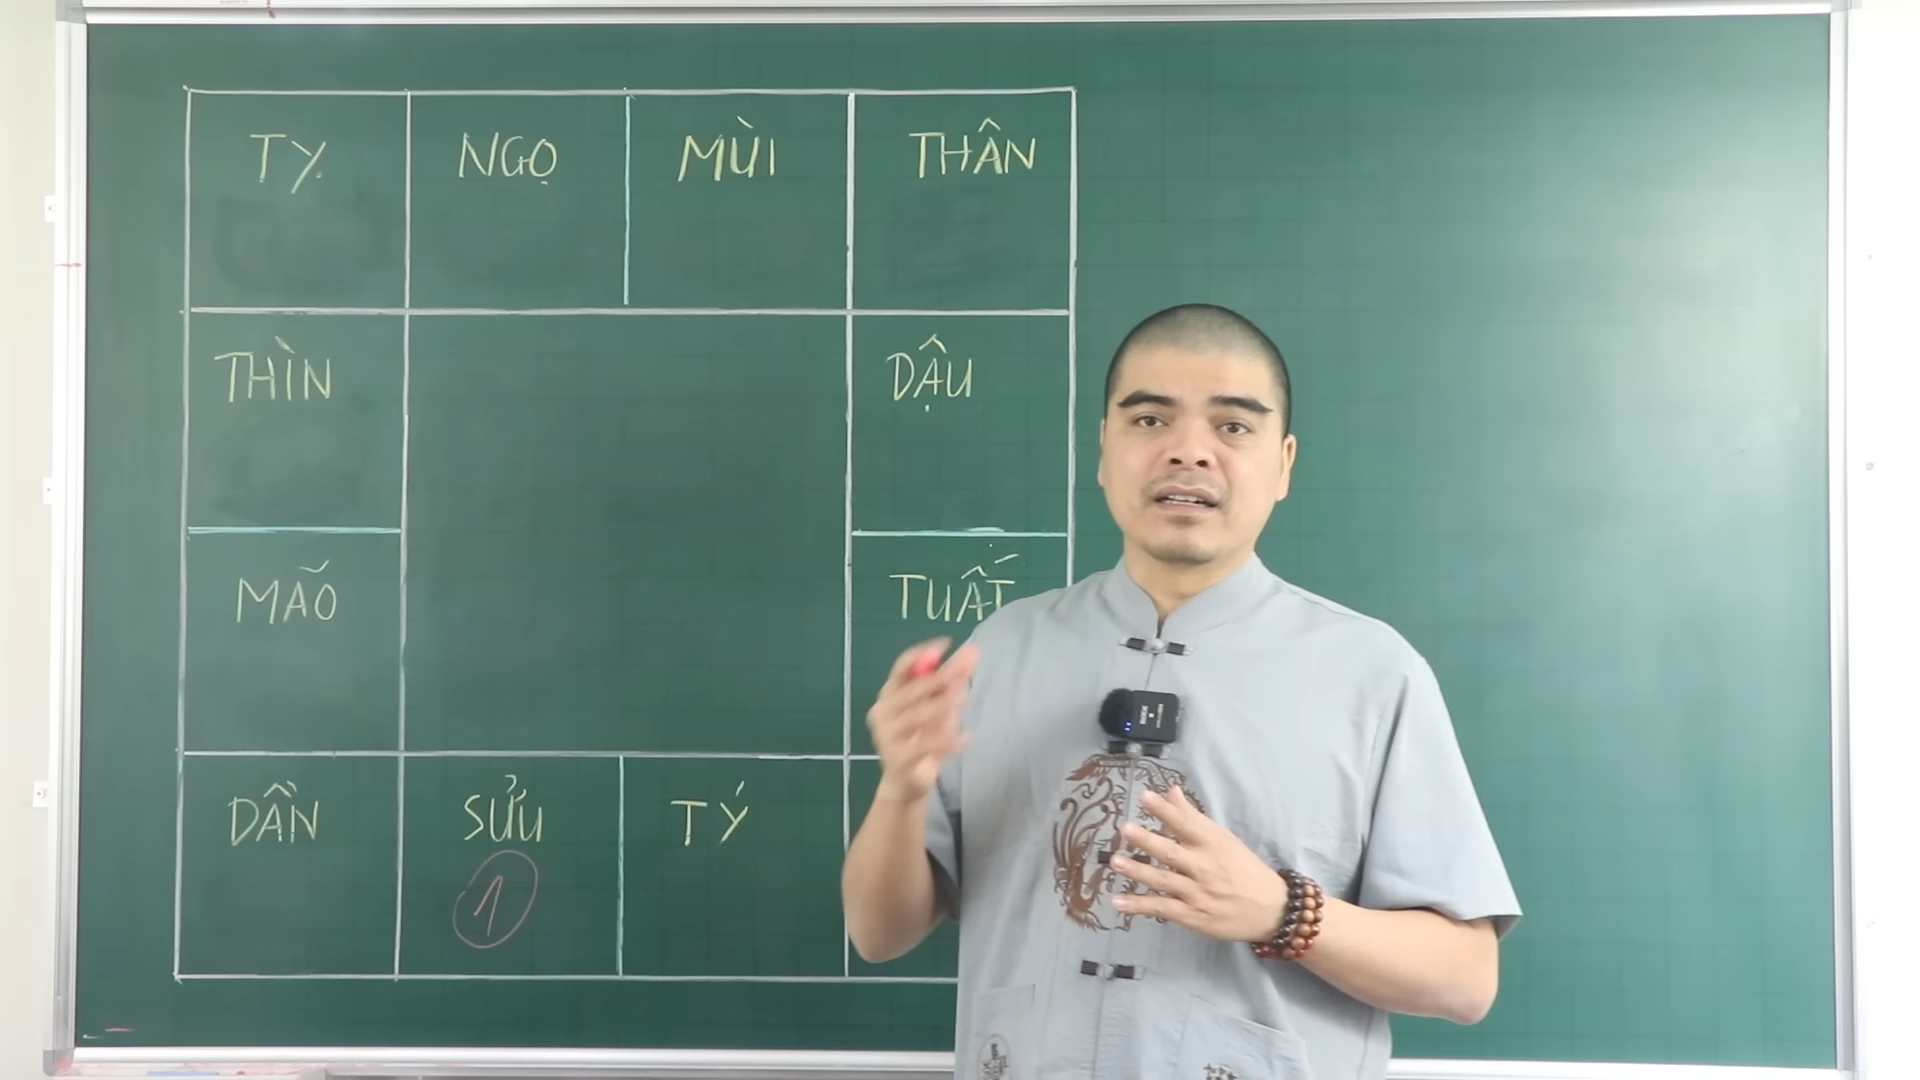 TỴ NGỌ MÙI THÂN
THÌN DẬU
MÃO TUẤT
DẦN SỬU TÝ
1